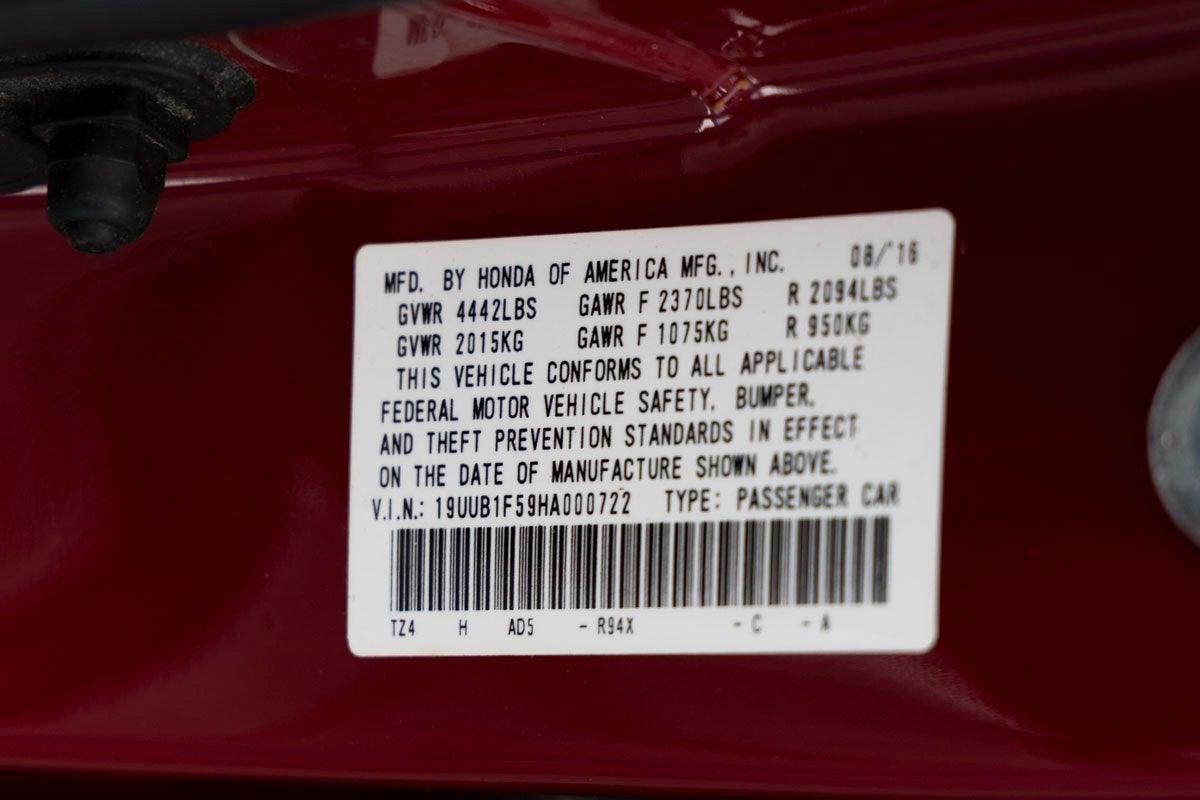 MFD. BY HONDA OF AMERICA MFG., INC. 08/'16
GVWR 4442LBS GAWR F 2370LBS R 2094LBS
GVWR 2015KG GAWR F 1075KG R 950KG
THIS VEHICLE CONFORMS TO ALL APPLICABLE
FEDERAL MOTOR VEHICLE SAFETY, BUMPER,
AND THEFT PREVENTION STANDARDS IN EFFECT
ON THE DATE OF MANUFACTURE SHOWN ABOVE.
V.I.N.: 19UUB1F59HA000722 TYPE: PASSENGER CAR
TZ4 H AD5 - R94X - C - A